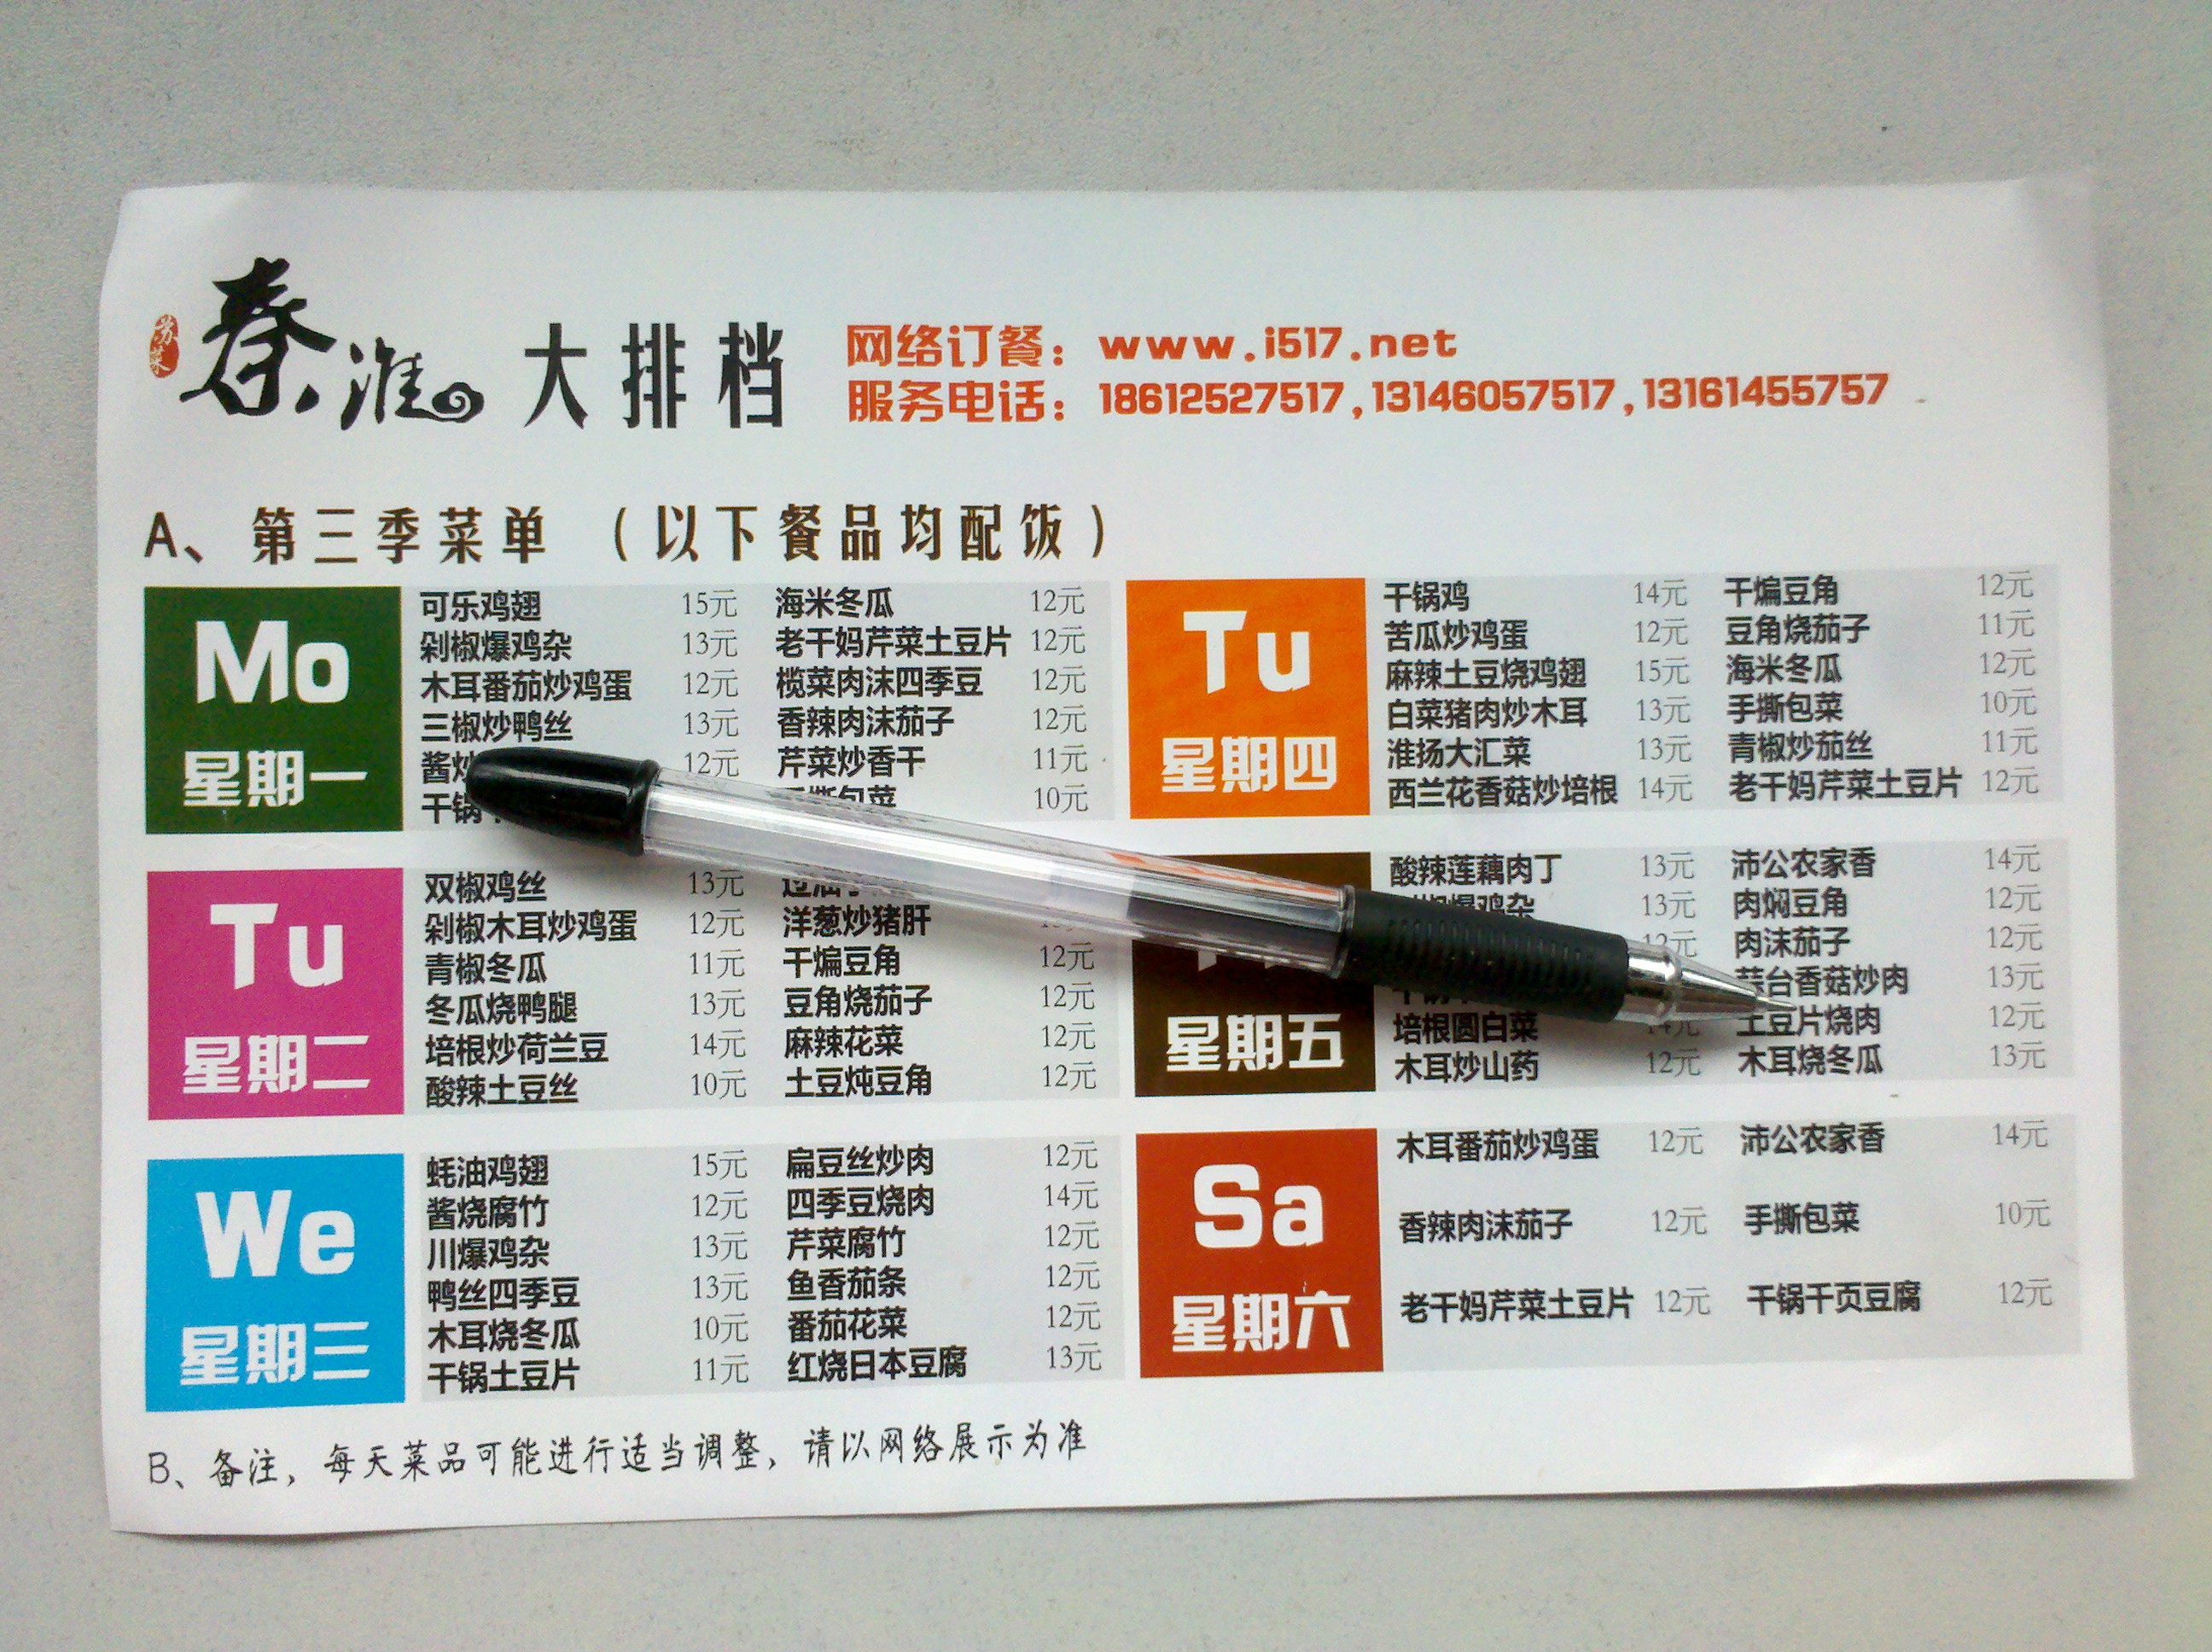 春淮 大排档
网络订餐：www.i517.net
服务电话：18612527517,13146057517,13161455757
A、第三季菜单（以下餐品均配饭）
Mo
星期一
可乐鸡翅 15元 海米冬瓜 12元
剁椒爆鸡杂 13元 老干妈芹菜土豆片 12元
木耳番茄炒鸡蛋 12元 榄菜肉沫四季豆 12元
三椒炒鸭丝 13元 香辣肉沫茄子 12元
酱炒 12元 芹菜炒香干 11元
干锅 包菜 10元
Tu
星期四
干锅鸡 14元 干煸豆角 12元
苦瓜炒鸡蛋 12元 豆角烧茄子 11元
麻辣土豆烧鸡翅 15元 海米冬瓜 12元
白菜猪肉炒木耳 13元 手撕包菜 10元
淮扬大汇菜 13元 青椒炒茄丝 11元
西兰花香菇炒培根 14元 老干妈芹菜土豆片 12元
Tu
星期二
双椒鸡丝 13元
剁椒木耳炒鸡蛋 12元 洋葱炒猪肝
青椒冬瓜 11元 干煸豆角 12元
冬瓜烧鸭腿 13元 豆角烧茄子 12元
培根炒荷兰豆 14元 麻辣花菜 12元
酸辣土豆丝 10元 土豆炖豆角 12元
星期五
酸辣莲藕肉丁 13元 沛公农家香 14元
爆鸡杂 13元 肉焖豆角 12元
12元 肉沫茄子 12元
香菇炒肉 13元
培根圆白菜 土豆片烧肉 12元
木耳炒山药 12元 木耳烧冬瓜 13元
We
星期三
蚝油鸡翅 15元 扁豆丝炒肉 12元
酱烧腐竹 12元 四季豆烧肉 14元
川爆鸡杂 13元 芹菜腐竹 12元
鸭丝四季豆 13元 鱼香茄条 12元
木耳烧冬瓜 10元 番茄花菜 12元
干锅土豆片 11元 红烧日本豆腐 13元
Sa
星期六
木耳番茄炒鸡蛋 12元 沛公农家香 14元
香辣肉沫茄子 12元 手撕包菜 10元
老干妈芹菜土豆片 12元 干锅千页豆腐 12元
B、备注，每天菜品可能进行适当调整，请以网络展示为准